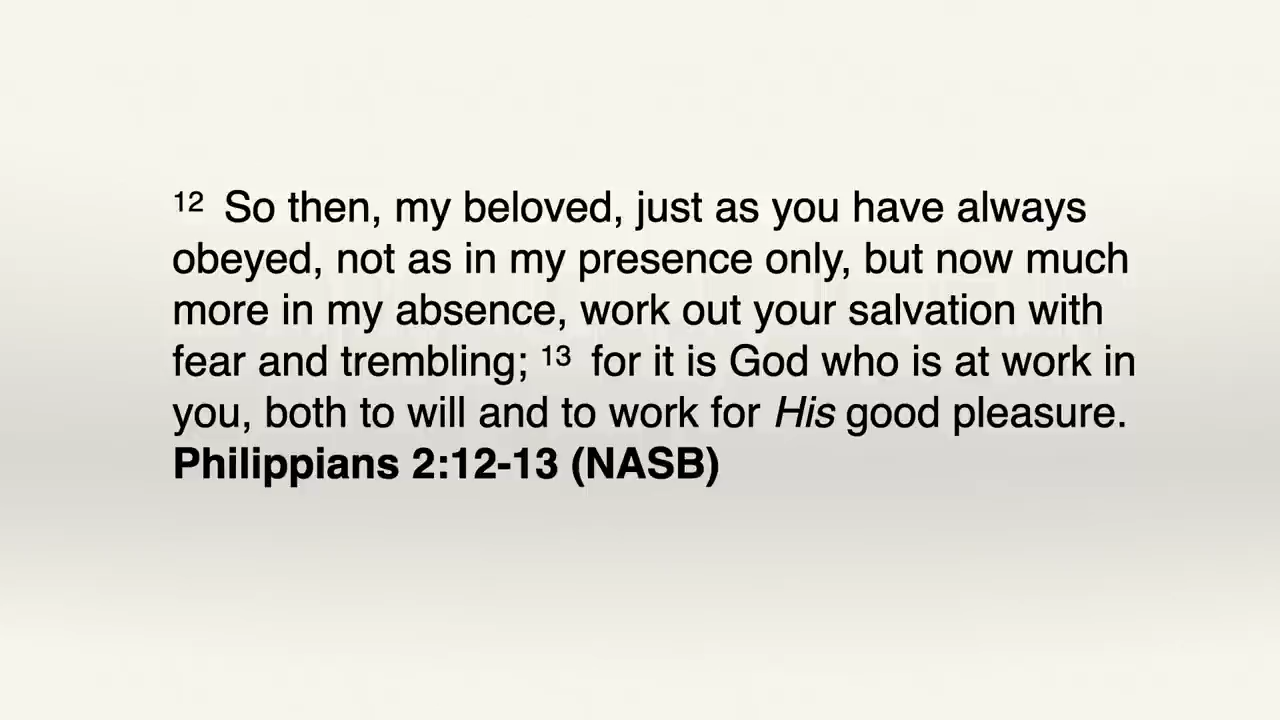 12 So then, my beloved, just as you have always
obeyed, not as in my presence only, but now much
more in my absence, work out your salvation with
fear and trembling; 13 for it is God who is at work in
you, both to will and to work for His good pleasure.
Philippians 2:12-13 (NASB)